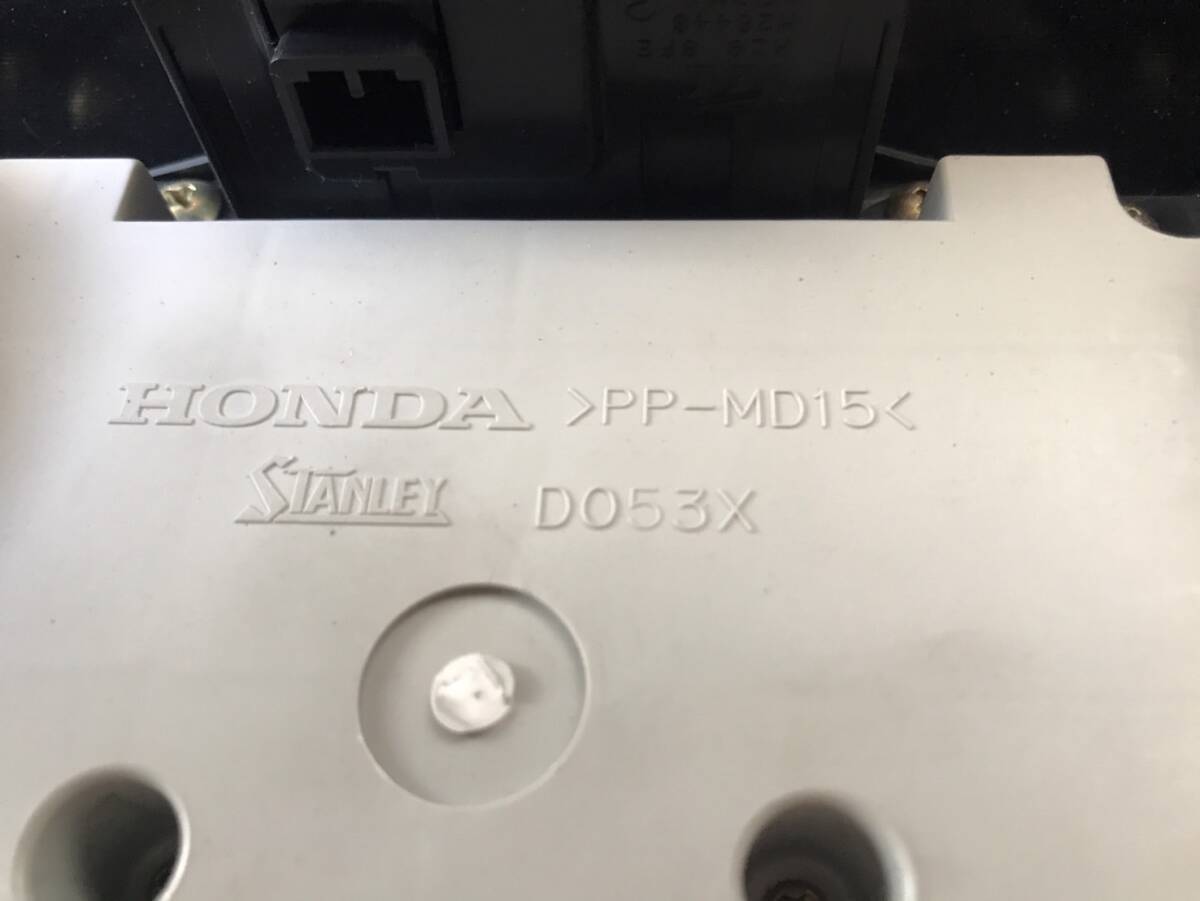 HONDA >PP-MD15<
STANLEY D053X